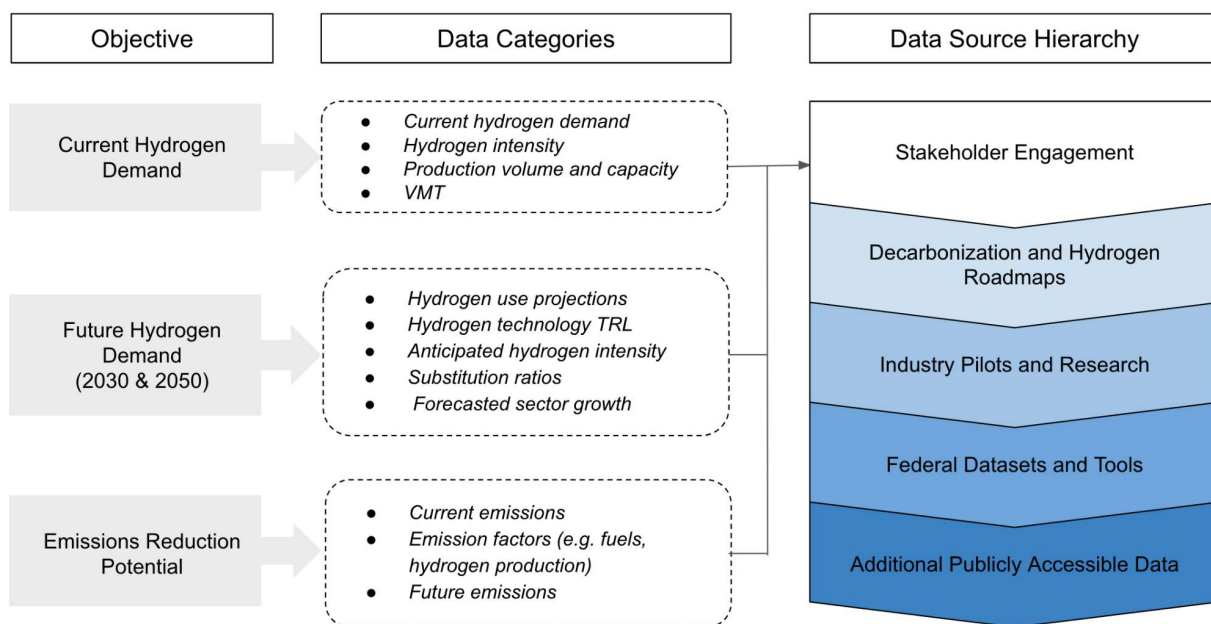 Objective
Data Categories
Data Source Hierarchy
Current Hydrogen
Demand
● Current hydrogen demand
● Hydrogen intensity
● Production volume and capacity
● VMT
Future Hydrogen
Demand
(2030 & 2050)
● Hydrogen use projections
● Hydrogen technology TRL
● Anticipated hydrogen intensity
● Substitution ratios
● Forecasted sector growth
Emissions Reduction
Potential
● Current emissions
● Emission factors (e.g. fuels,
hydrogen production)
● Future emissions
Stakeholder Engagement
Decarbonization and Hydrogen
Roadmaps
Industry Pilots and Research
Federal Datasets and Tools
Additional Publicly Accessible Data